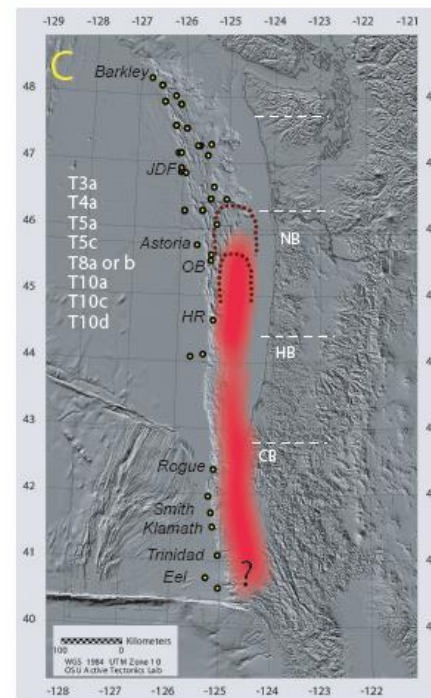 -129 -128 -127 -126 -125 -124 -123 -122 -121
C
Barkley
48
47
JDF
T3a
T4a
T5a
T5c
T8a or b
T10a
T10c
T10d
46
Astoria
NB
OB
45
HR
HB
44
43
CB
Rogue
42
Smith
Klamath
41
Trinidad
Eel
?
40
Kilometers
100 0 100
WGS 1984 UTM Zone 10
OSU Active Tectonics Lab
-128 -127 -126 -125 -124 -123 -122